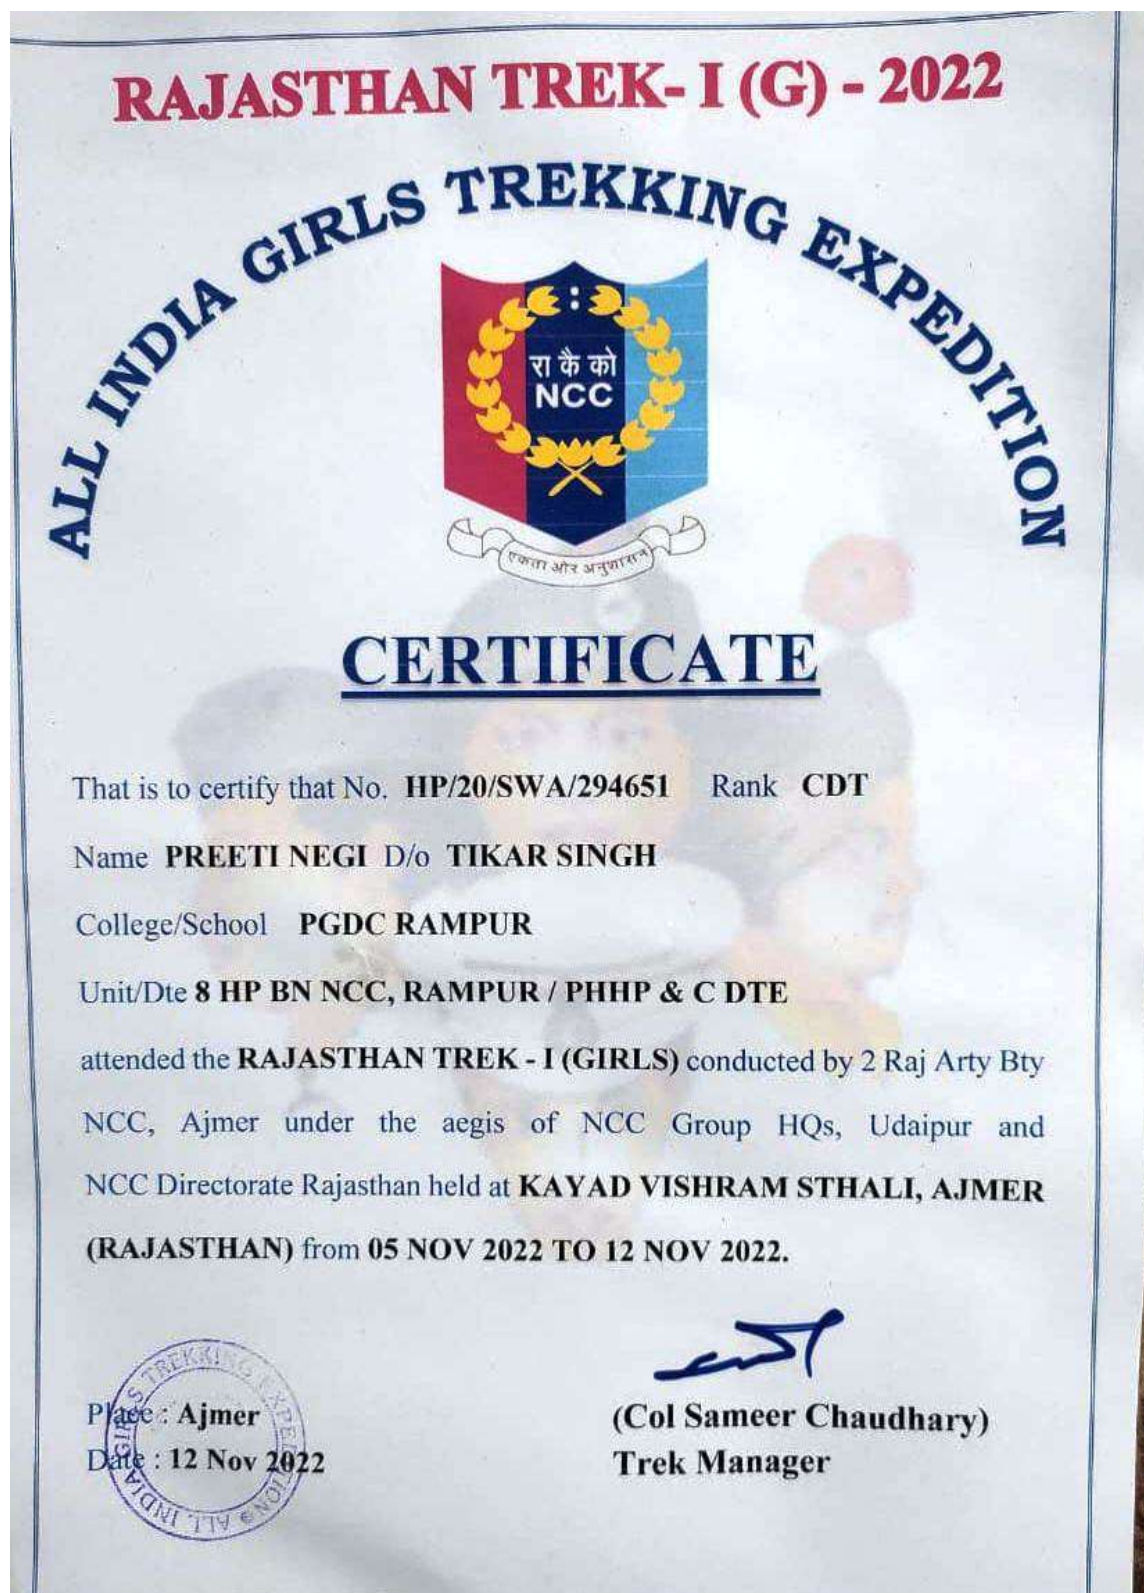 RAJASTHAN TREK- I (G) - 2022
ALL INDIA GIRLS TREKKING EXPEDITION
रा कै को
NCC
एकता और अनुशासन
CERTIFICATE
That is to certify that No. HP/20/SWA/294651 Rank CDT
Name PREETI NEGI D/o TIKAR SINGH
College/School PGDC RAMPUR
Unit/Dte 8 HP BN NCC, RAMPUR / PHHP & C DTE
attended the RAJASTHAN TREK - I (GIRLS) conducted by 2 Raj Arty Bty
NCC, Ajmer under the aegis of NCC Group HQs, Udaipur and
NCC Directorate Rajasthan held at KAYAD VISHRAM STHALI, AJMER
(RAJASTHAN) from 05 NOV 2022 TO 12 NOV 2022.
Place : Ajmer
Date : 12 Nov 2022
ALL INDIA GIRLS TREKKING EXPEDITION
(Col Sameer Chaudhary)
Trek Manager